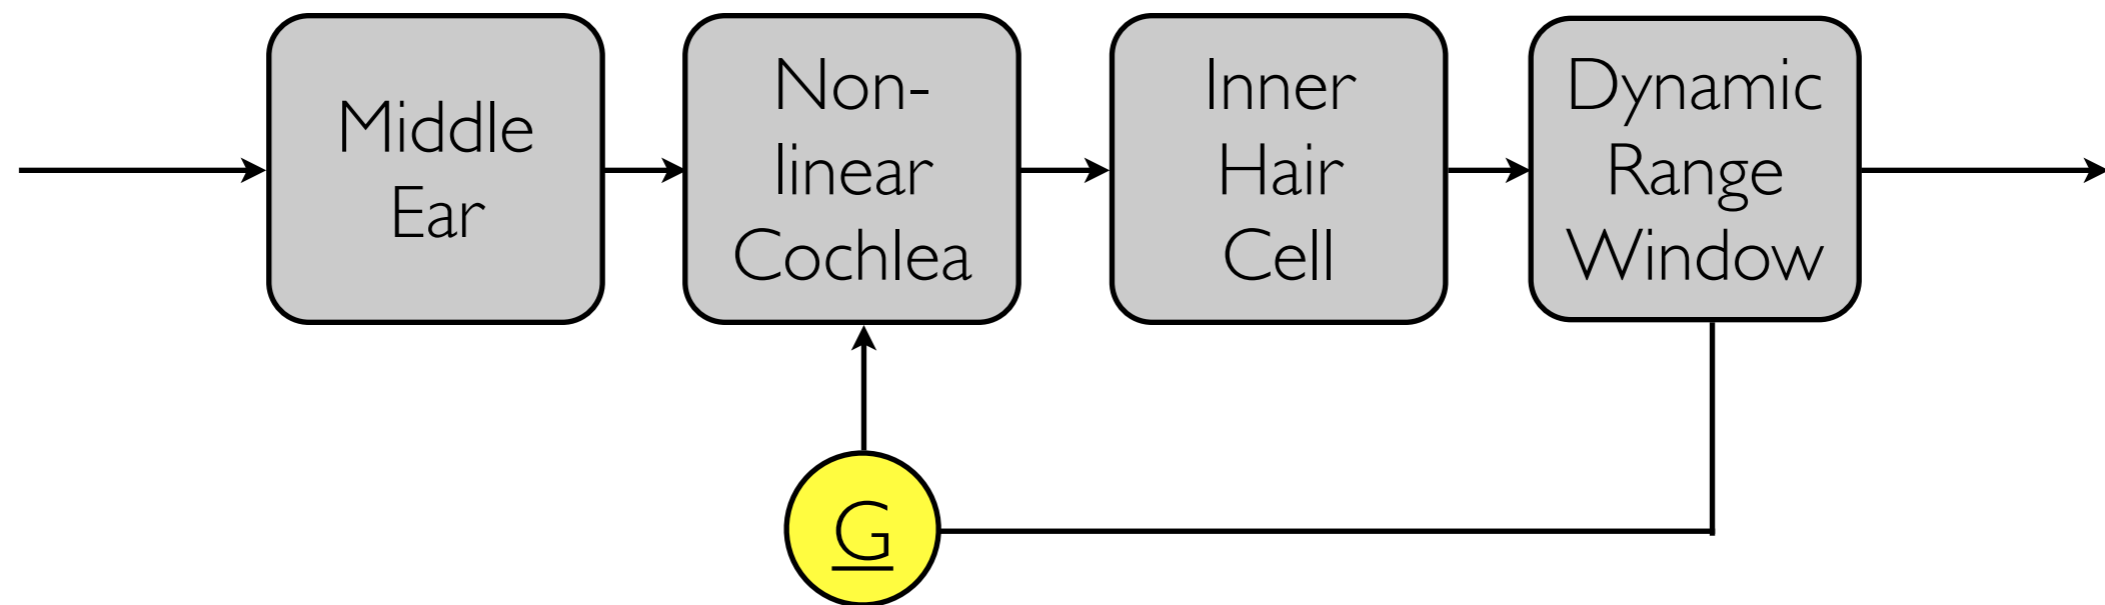 Middle
Ear
Non-
linear
Cochlea
Inner
Hair
Cell
Dynamic
Range
Window
G